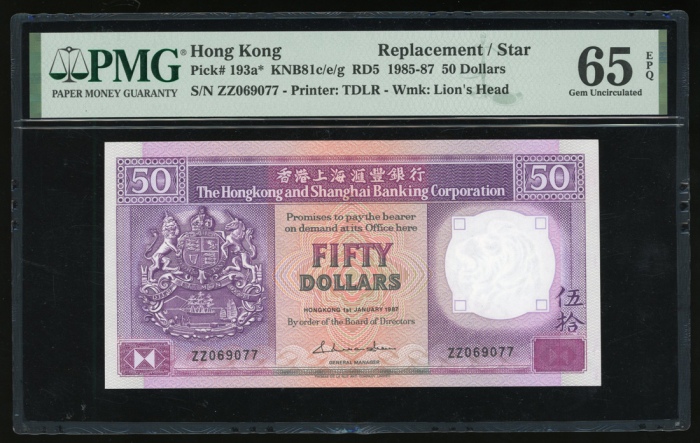 PMG
PAPER MONEY GUARANTY
Hong Kong Replacement / Star
Pick# 193a* KNB81c/e/g RD5 1985-87 50 Dollars
S/N ZZ069077 - Printer: TDLR - Wmk: Lion's Head
65 EPQ
Gem Uncirculated
50
香港上海滙豐銀行
50
The Hongkong and Shanghai Banking Corporation
Promises to pay the bearer
on demand at its Office here
FIFTY
DOLLARS
HONGKONG 1st JANUARY 1987
By order of the Board of Directors
伍拾
ZZ069077
ZZ069077
GENERAL MANAGER